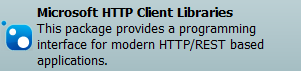 Microsoft HTTP Client Libraries
This package provides a programming
interface for modern HTTP/REST based
applications.